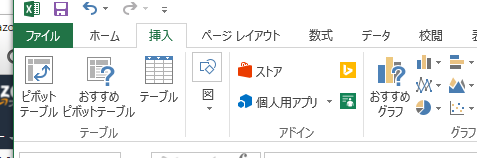 ファイル ホーム 挿入 ページ レイアウト 数式 データ 校閲
ピボット
テーブル
おすすめ
ピボットテーブル
テーブル
テーブル
図
ストア
個人用アプリ
アドイン
おすすめ
グラフ
グラフ